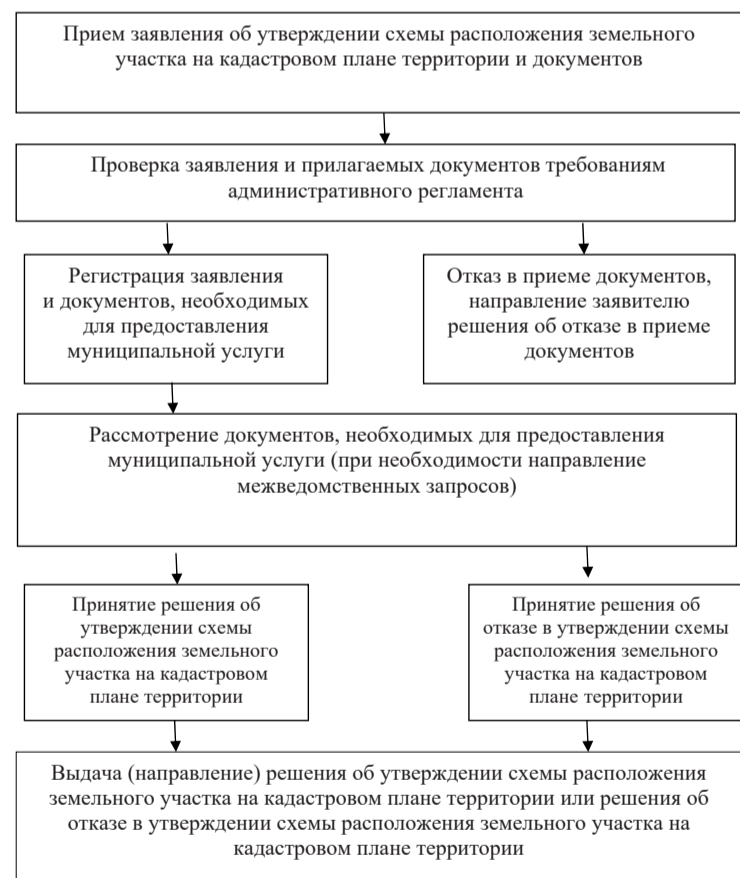 Прием заявления об утверждении схемы расположения земельного
участка на кадастровом плане территории и документов
Проверка заявления и прилагаемых документов требованиям
административного регламента
Регистрация заявления
и документов, необходимых
для предоставления
муниципальной услуги
Отказ в приеме документов,
направление заявителю
решения об отказе в приеме
документов
Рассмотрение документов, необходимых для предоставления
муниципальной услуги (при необходимости направление
межведомственных запросов)
Принятие решения об
утверждении схемы
расположения земельного
участка на кадастровом
плане территории
Принятие решения об
отказе в утверждении схемы
расположения земельного
участка на кадастровом
плане территории
Выдача (направление) решения об утверждении схемы расположения
земельного участка на кадастровом плане территории или решения об
отказе в утверждении схемы расположения земельного участка на
кадастровом плане территории